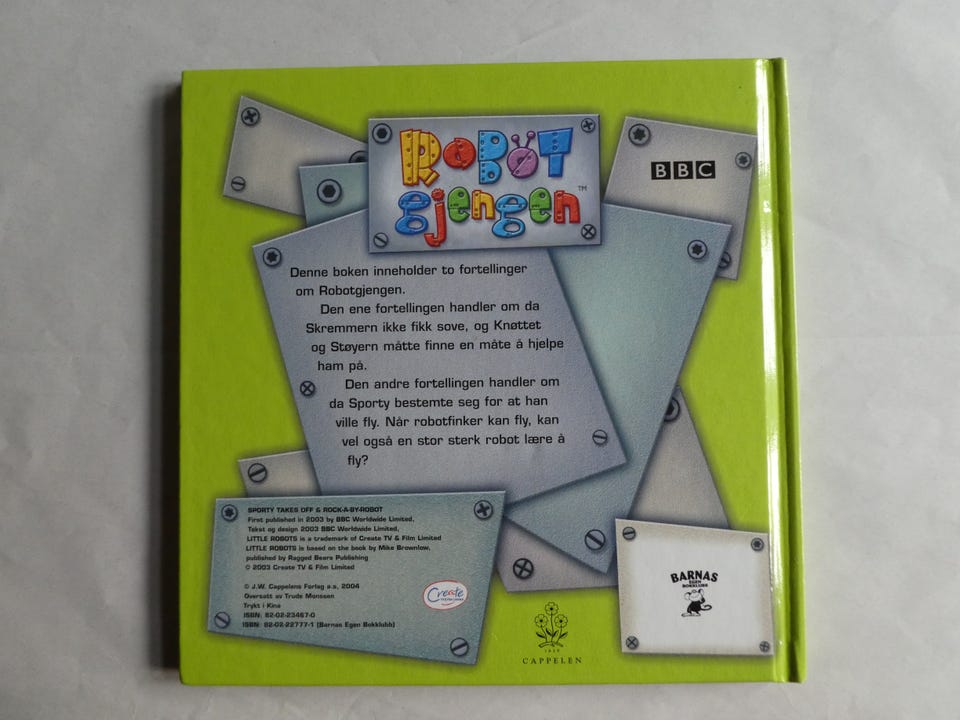 ROBOT
gjengen
™
BBC
Denne boken inneholder to fortellinger
om Robotgjengen.
Den ene fortellingen handler om da
Skremmern ikke fikk sove, og Knøttet
og Støyern måtte finne en måte å hjelpe
ham på.
Den andre fortellingen handler om
da Sporty bestemte seg for at han
ville fly. Når robotfinker kan fly, kan
vel også en stor sterk robot lære å
fly?
SPORTY TAKES OFF & ROCK-A-BY-ROBOT
First published in 2003 by BBC Worldwide Limited,
Tekst og design 2003 BBC Worldwide Limited,
LITTLE ROBOTS is a trademark of Create TV & Film Limited
LITTLE ROBOTS is based on the book by Mike Brownlow,
published by Ragged Bears Publishing
© 2003 Create TV & Film Limited
© J.W. Cappelens Forlag a.s, 2004
Oversatt av Trude Monssen
Trykt i Kina
ISBN: 82-02-23467-0
ISBN: 82-02-22777-1 (Barnas Egen Bokklubb)
Create
BARNAS
EGEN
BOKKLUBB
1829
CAPPELEN